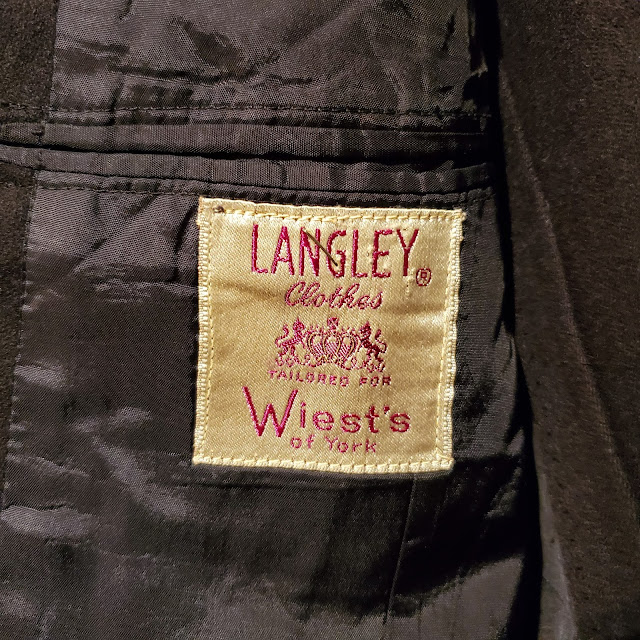 LANGLEY®
Clothes
TAILORED FOR
Wiest's
of York